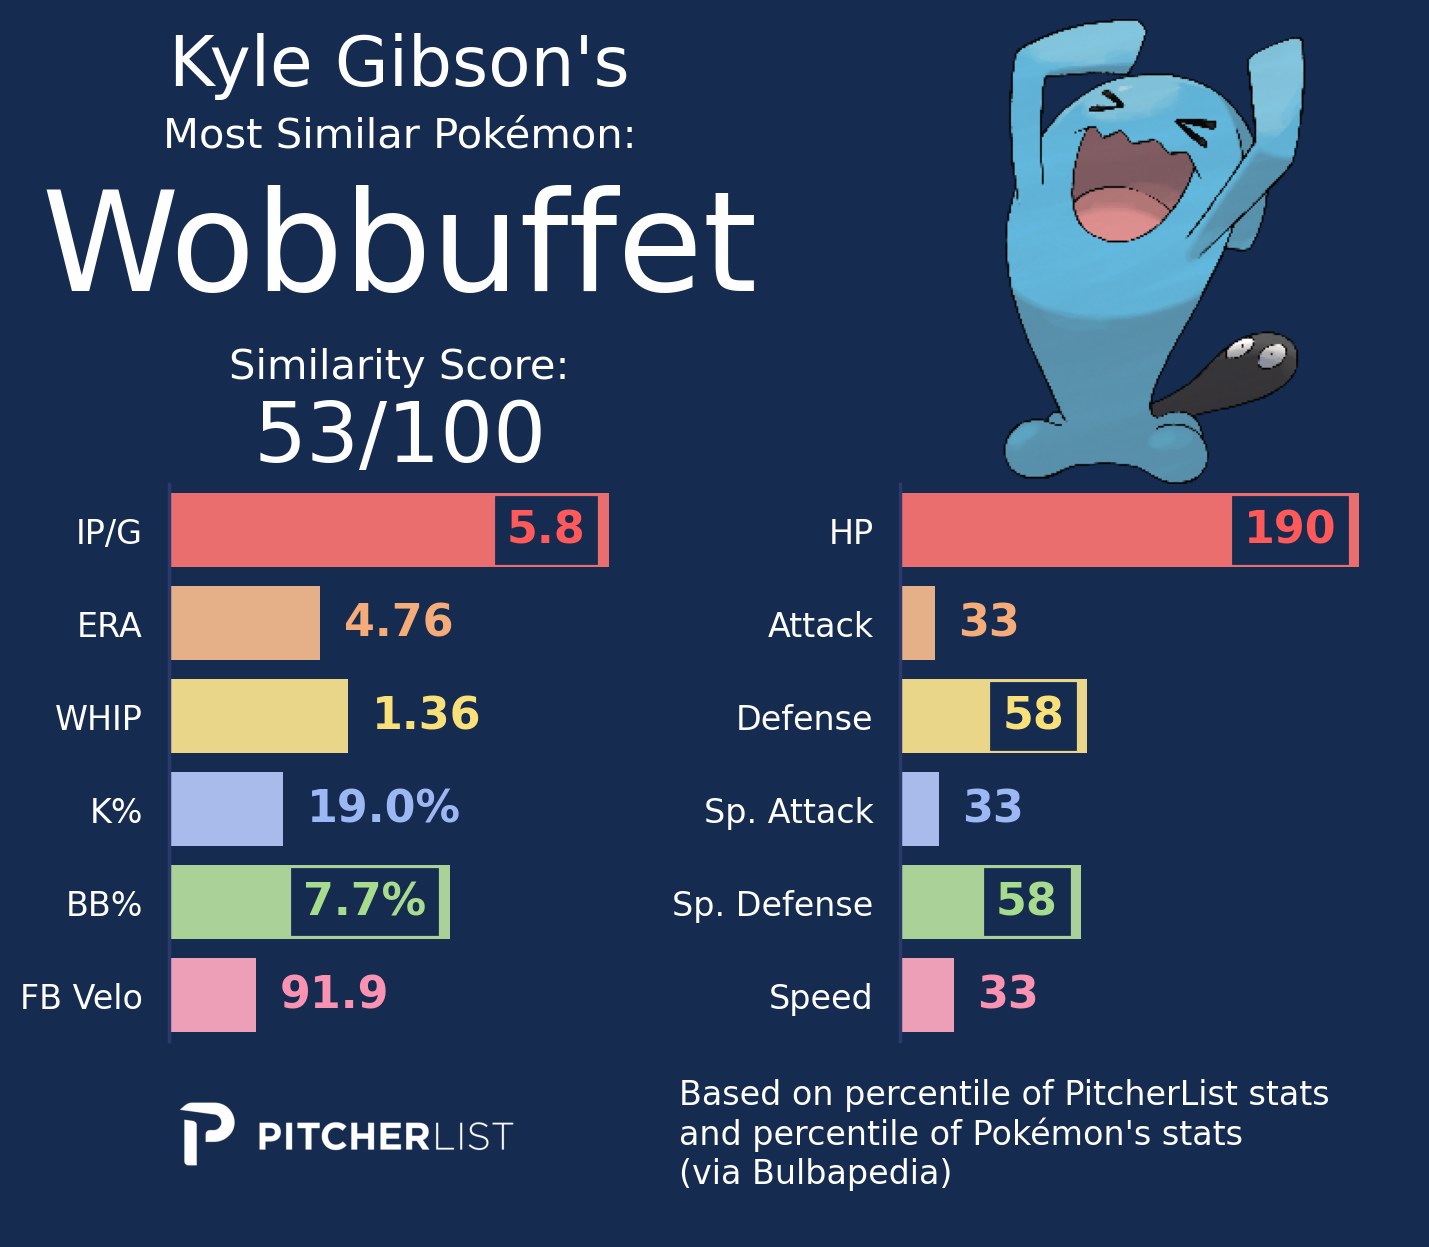 Kyle Gibson's
Most Similar Pokémon:
Wobbuffet
Similarity Score:
53/100
IP/G 5.8
ERA 4.76
WHIP 1.36
K% 19.0%
BB% 7.7%
FB Velo 91.9
HP 190
Attack 33
Defense 58
Sp. Attack 33
Sp. Defense 58
Speed 33
PITCHERLIST
Based on percentile of PitcherList stats
and percentile of Pokémon's stats
(via Bulbapedia)